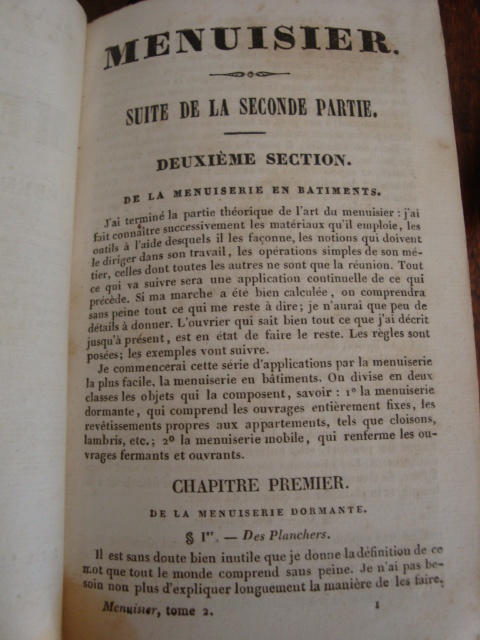 MENUISIER.
SUITE DE LA SECONDE PARTIE.
DEUXIÈME SECTION.
DE LA MENUISERIE EN BATIMENTS.
J'ai terminé la partie théorique de l'art du menuisier : j'ai
fait connaître successivement les matériaux qu'il emploie, les
outils à l'aide desquels il les façonne, les notions qui doivent
le diriger dans son travail, les opérations simples de son mé-
tier, celles dont toutes les autres ne sont que la réunion. Tout
ce qui va suivre sera une application continuelle de ce qui
précède. Si ma marche a été bien calculée, on comprendra
sans peine tout ce qui me reste à dire ; je n'aurai que peu de
détails à donner. L'ouvrier qui sait bien tout ce que j'ai décrit
jusqu'à présent, est en état de faire le reste. Les règles sont
posées; les exemples vont suivre.
Je commencerai cette série d'applications par la menuiserie
la plus facile, la menuiserie en bâtiments. On divise en deux
classes les objets qui la composent, savoir : 1º la menuiserie
dormante, qui comprend les ouvrages entièrement fixes, les
revêtissements propres aux appartements, tels que cloisons,
lambris, etc.; 2º la menuiserie mobile, qui renferme les ou-
vrages fermants et ouvrants.
CHAPITRE PREMIER.
DE LA MENUISERIE DORMANTE.
§ Ier. — Des Planchers.
Il est sans doute bien inutile que je donne la définition de ce
mot que tout le monde comprend sans peine. Je n'ai pas be-
soin non plus d'expliquer longuement la manière de les faire.
Menuisier, tome 2. 1